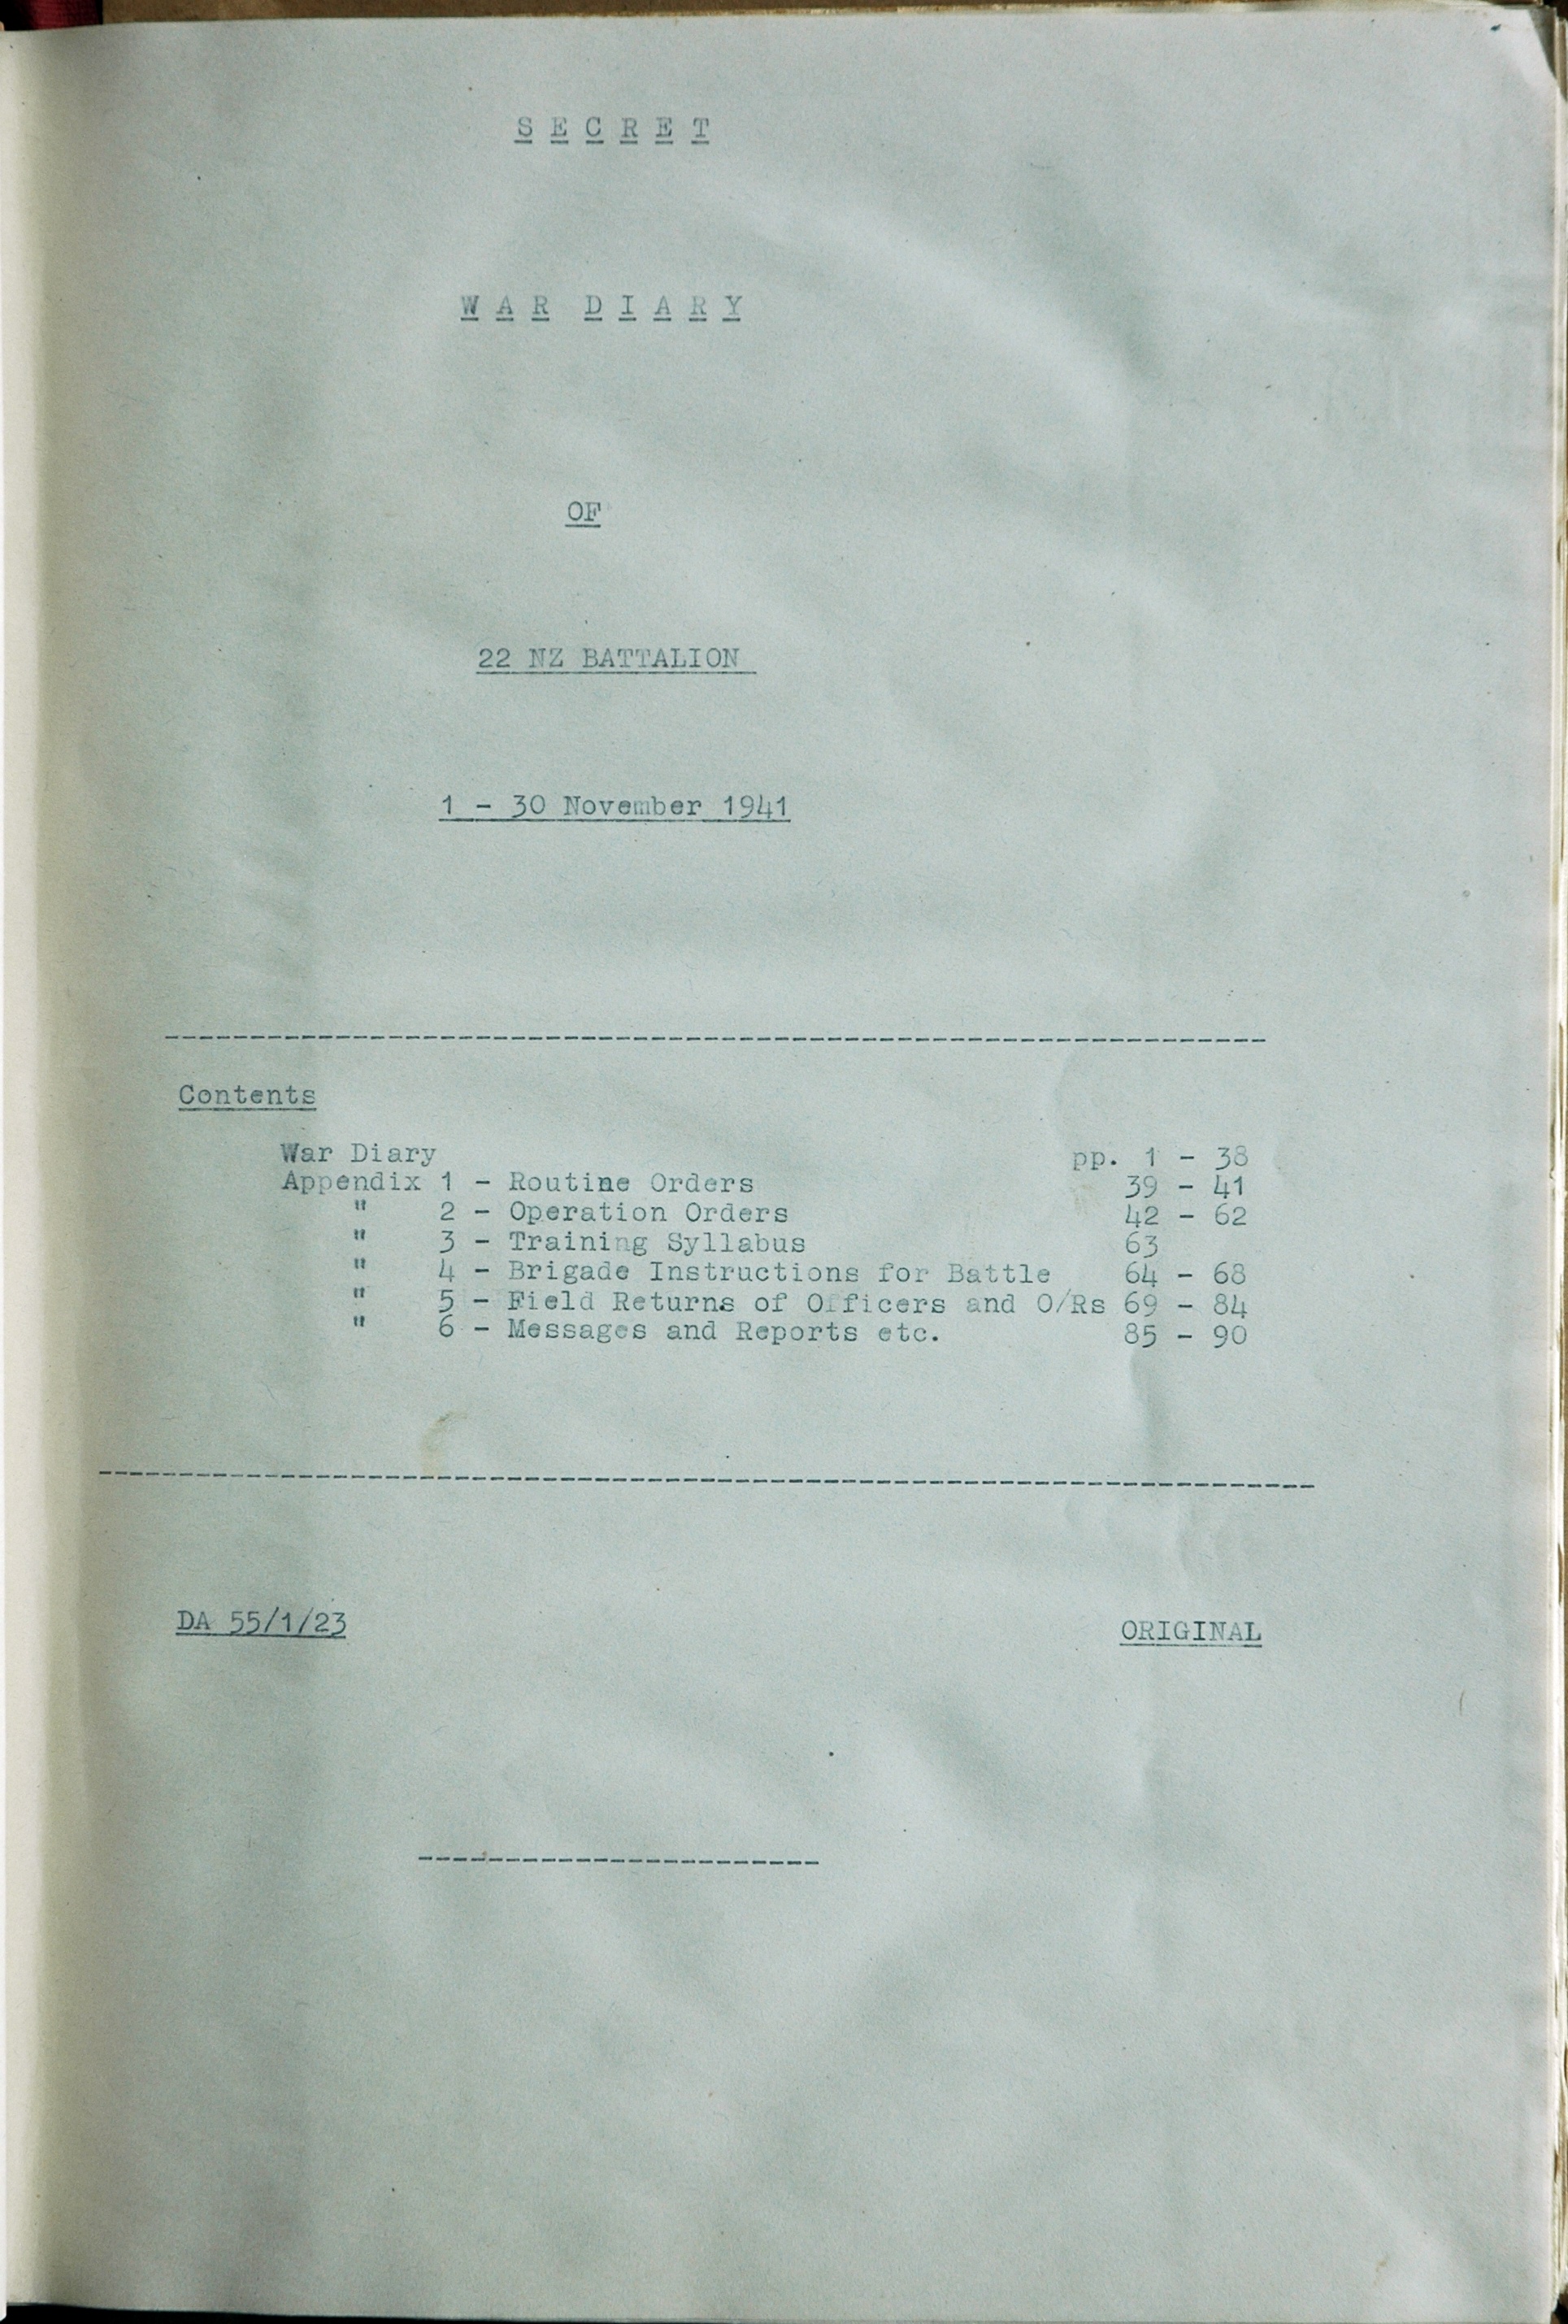 S E C R E T
W A R  D I A R Y
OF
22 NZ BATTALION
1 - 30 November 1941
Contents
War Diary pp. 1 - 38
Appendix 1 - Routine Orders 39 - 41
" 2 - Operation Orders 42 - 62
" 3 - Training Syllabus 63
" 4 - Brigade Instructions for Battle 64 - 68
" 5 - Field Returns of Officers and O/Rs 69 - 84
" 6 - Messages and Reports etc. 85 - 90
DA 55/1/23 ORIGINAL